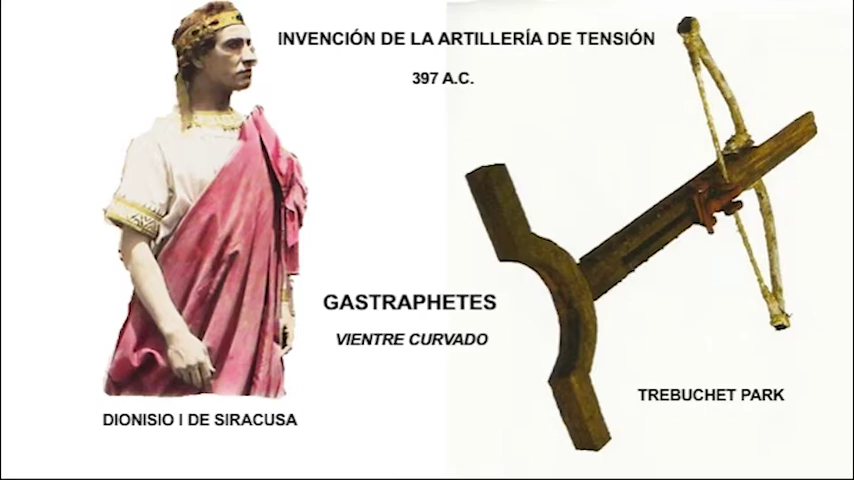 INVENCIÓN DE LA ARTILLERÍA DE TENSIÓN
397 A.C.
GASTRAPHETES
VIENTRE CURVADO
TREBUCHET PARK
DIONISIO I DE SIRACUSA